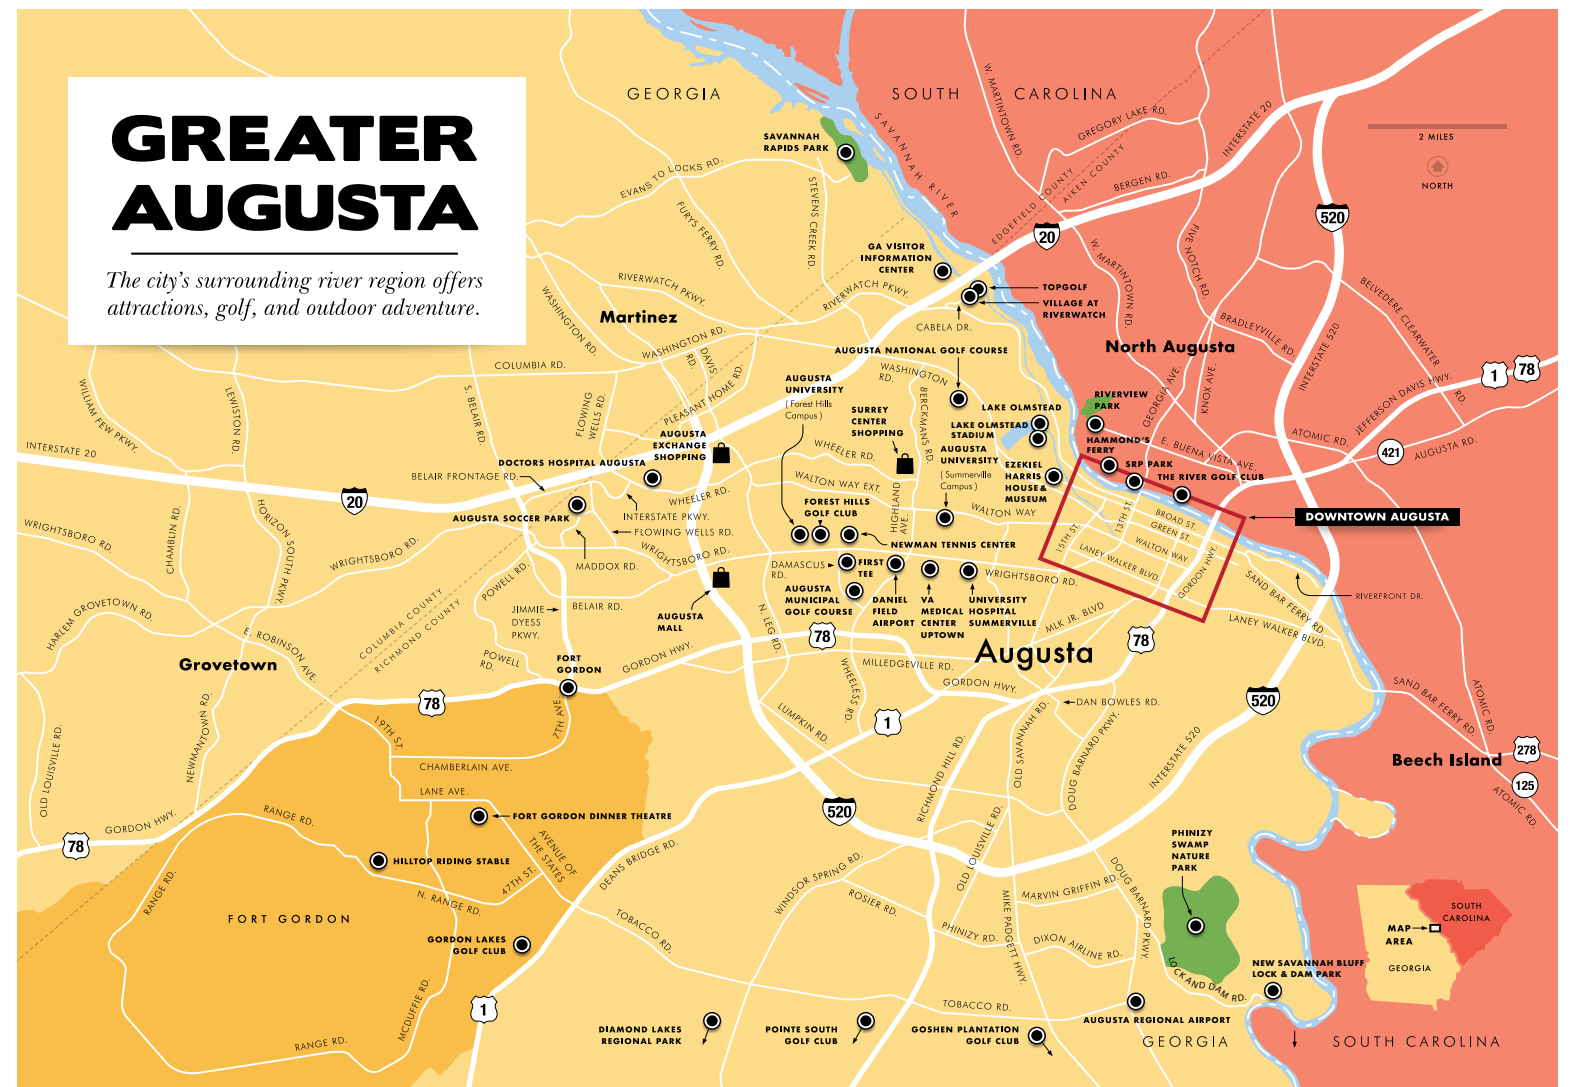 GREATER
AUGUSTA
The city's surrounding river region offers
attractions, golf, and outdoor adventure.
GEORGIA
SOUTH CAROLINA
2 MILES
NORTH
SAVANNAH
RAPIDS PARK
SAVANNAH RIVER
W. MARTINTOWN RD.
GREGORY LAKE RD.
INTERSTATE 20
EDGEFIELD COUNTY
AIKEN COUNTY
BERGEN RD.
EVANS TO LOCKS RD.
STEVENS CREEK RD.
FURYS FERRY RD.
20
520
FIVE NOTCH RD.
W. MARTINTOWN RD.
GA VISITOR
INFORMATION
CENTER
TOPGOLF
VILLAGE AT
RIVERWATCH
RIVERWATCH PKWY.
RIVERWATCH PKWY.
CABELA DR.
WASHINGTON RD.
Martinez
WASHINGTON RD.
DAVIS
RD.
BELVEDERE CLEARWATER
RD.
BRADLEYVILLE RD.
INTERSTATE 520
North Augusta
1
78
JEFFERSON DAVIS HWY.
AUGUSTA NATIONAL GOLF COURSE
COLUMBIA RD.
WASHINGTON
RD.
BERCKMANS RD.
PLEASANT HOME RD.
AUGUSTA
UNIVERSITY
( Forest Hills
Campus )
SURREY
CENTER
SHOPPING
LAKE OLMSTEAD
LAKE OLMSTEAD
STADIUM
RIVERVIEW
PARK
GEORGIA AVE.
KNOX AVE.
HAMMOND'S
FERRY
E. BUENA VISTA AVE.
ATOMIC RD.
421
AUGUSTA RD.
SRP PARK
THE RIVER GOLF CLUB
WILLIAM FEW PKWY.
LEWISTON RD.
S. BELAIR RD.
FLOWING
WELLS RD.
AUGUSTA
EXCHANGE
SHOPPING
WHEELER RD.
AUGUSTA
UNIVERSITY
( Summerville
Campus )
EZEKIEL
HARRIS
HOUSE &
MUSEUM
INTERSTATE 20
DOCTORS HOSPITAL AUGUSTA
BELAIR FRONTAGE RD.
WALTON WAY EXT.
HIGHLAND
AVE.
20
WHEELER RD.
FOREST HILLS
GOLF CLUB
WALTON WAY
AUGUSTA SOCCER PARK
INTERSTATE PKWY.
FLOWING WELLS RD.
NEWMAN TENNIS CENTER
13TH ST.
15TH ST.
BROAD ST.
GREEN ST.
WALTON WAY
LANEY WALKER BLVD.
GORDON HWY.
DOWNTOWN AUGUSTA
WRIGHTSBORO RD.
CHAMBLIN RD.
HORIZON SOUTH PKWY.
WRIGHTSBORO RD.
WRIGHTSBORO RD.
MADDOX RD.
DAMASCUS
RD.
FIRST
TEE
WRIGHTSBORO RD.
POWELL RD.
JIMMIE
DYESS
PKWY.
BELAIR RD.
AUGUSTA
MALL
AUGUSTA
MUNICIPAL
GOLF COURSE
DANIEL
FIELD
AIRPORT
VA
MEDICAL
CENTER
UPTOWN
UNIVERSITY
HOSPITAL
SUMMERVILLE
SAND BAR FERRY RD.
RIVERFRONT DR.
LANEY WALKER BLVD.
MLK JR. BLVD
78
HARLEM GROVETOWN RD.
E. ROBINSON AVE.
COLUMBIA COUNTY
RICHMOND COUNTY
Grovetown
POWELL
RD.
FORT
GORDON
GORDON HWY.
N. LEG RD.
78
WHEELESS RD.
MILLEDGEVILLE RD.
Augusta
GORDON HWY.
DAN BOWLES RD.
520
SAND BAR FERRY RD.
ATOMIC RD.
78
19TH ST.
7TH AVE.
LUMPKIN RD.
1
OLD SAVANNAH RD.
DOUG BARNARD PKWY.
INTERSTATE 520
RICHMOND HILL RD.
OLD LOUISVILLE RD.
NEWMANTOWN RD.
CHAMBERLAIN AVE.
LANE AVE.
Beech Island
278
125
ATOMIC RD.
RANGE RD.
GORDON HWY.
78
FORT GORDON DINNER THEATRE
AVENUE OF
THE STATES
520
OLD LOUISVILLE RD.
DEANS BRIDGE RD.
HILLTOP RIDING STABLE
47TH ST.
N. RANGE RD.
RANGE RD.
WINDSOR SPRING RD.
ROSIER RD.
MARVIN GRIFFIN RD.
DOUG BARNARD PKWY.
PHINIZY
SWAMP
NATURE
PARK
FORT GORDON
GORDON LAKES
GOLF CLUB
TOBACCO RD.
PHINIZY RD.
MIKE PADGETT HWY.
DIXON AIRLINE RD.
LOCK AND DAM RD.
NEW SAVANNAH BLUFF
LOCK & DAM PARK
SOUTH
CAROLINA
MAP
AREA
GEORGIA
1
MCDUFFIE RD.
RANGE RD.
DIAMOND LAKES
REGIONAL PARK
POINTE SOUTH
GOLF CLUB
TOBACCO RD.
GOSHEN PLANTATION
GOLF CLUB
AUGUSTA REGIONAL AIRPORT
GEORGIA
SOUTH CAROLINA